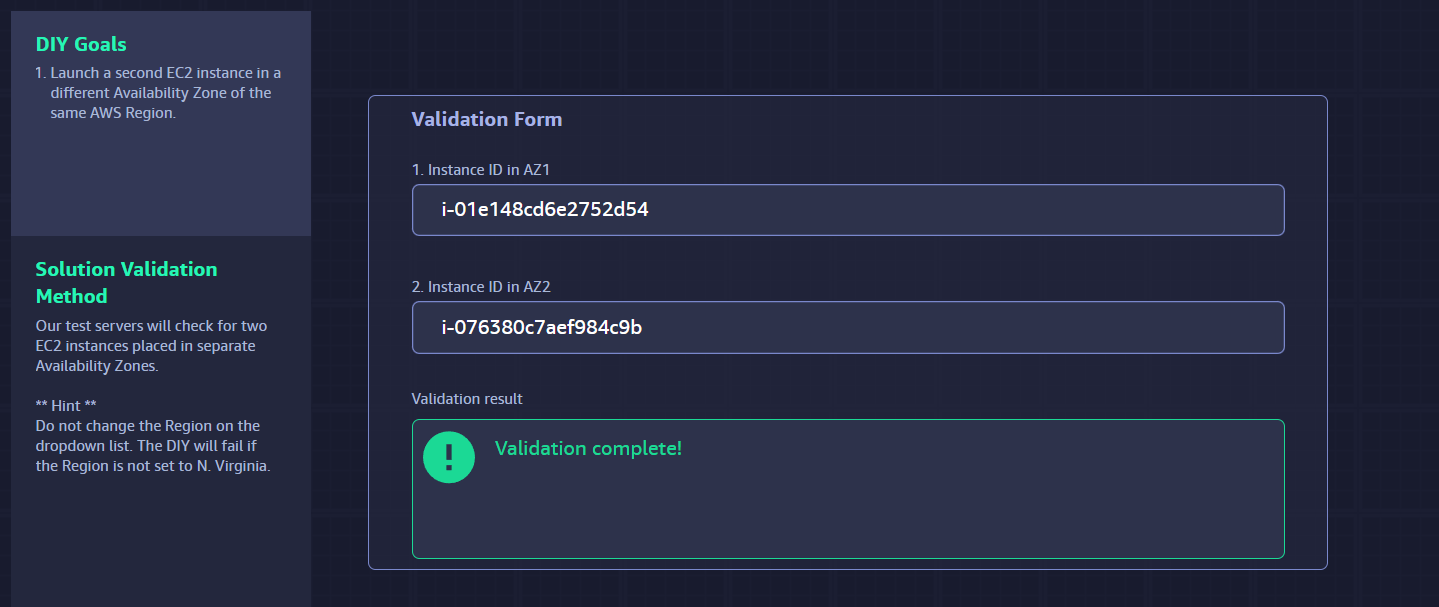 DIY Goals
1. Launch a second EC2 instance in a
different Availability Zone of the
same AWS Region.
Solution Validation
Method
Our test servers will check for two
EC2 instances placed in separate
Availability Zones.
** Hint **
Do not change the Region on the
dropdown list. The DIY will fail if
the Region is not set to N. Virginia.
Validation Form
1. Instance ID in AZ1
i-01e148cd6e2752d54
2. Instance ID in AZ2
i-076380c7aef984c9b
Validation result
Validation complete!